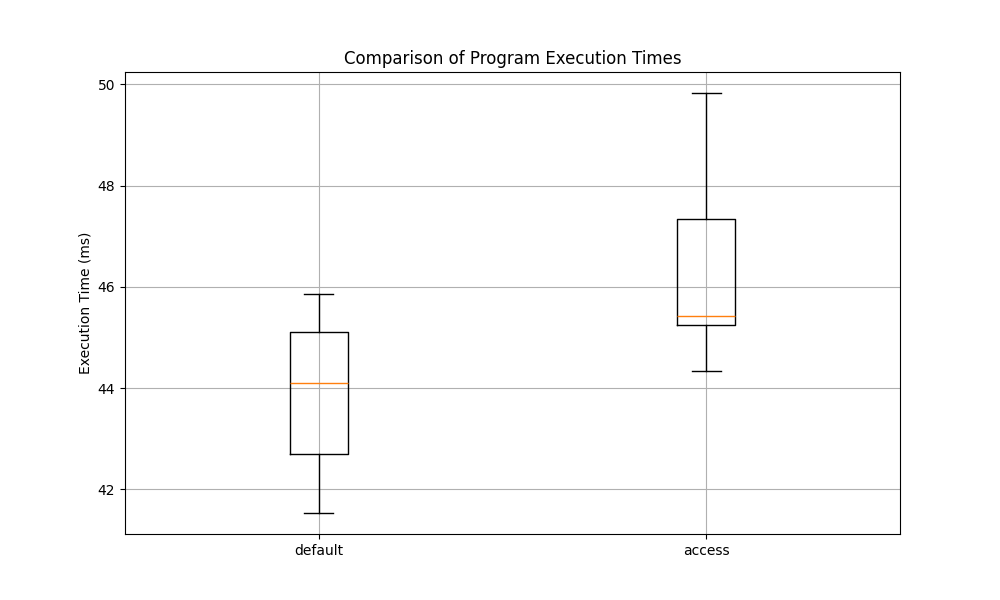 Comparison of Program Execution Times
50
48
46
44
42
Execution Time (ms)
default
access